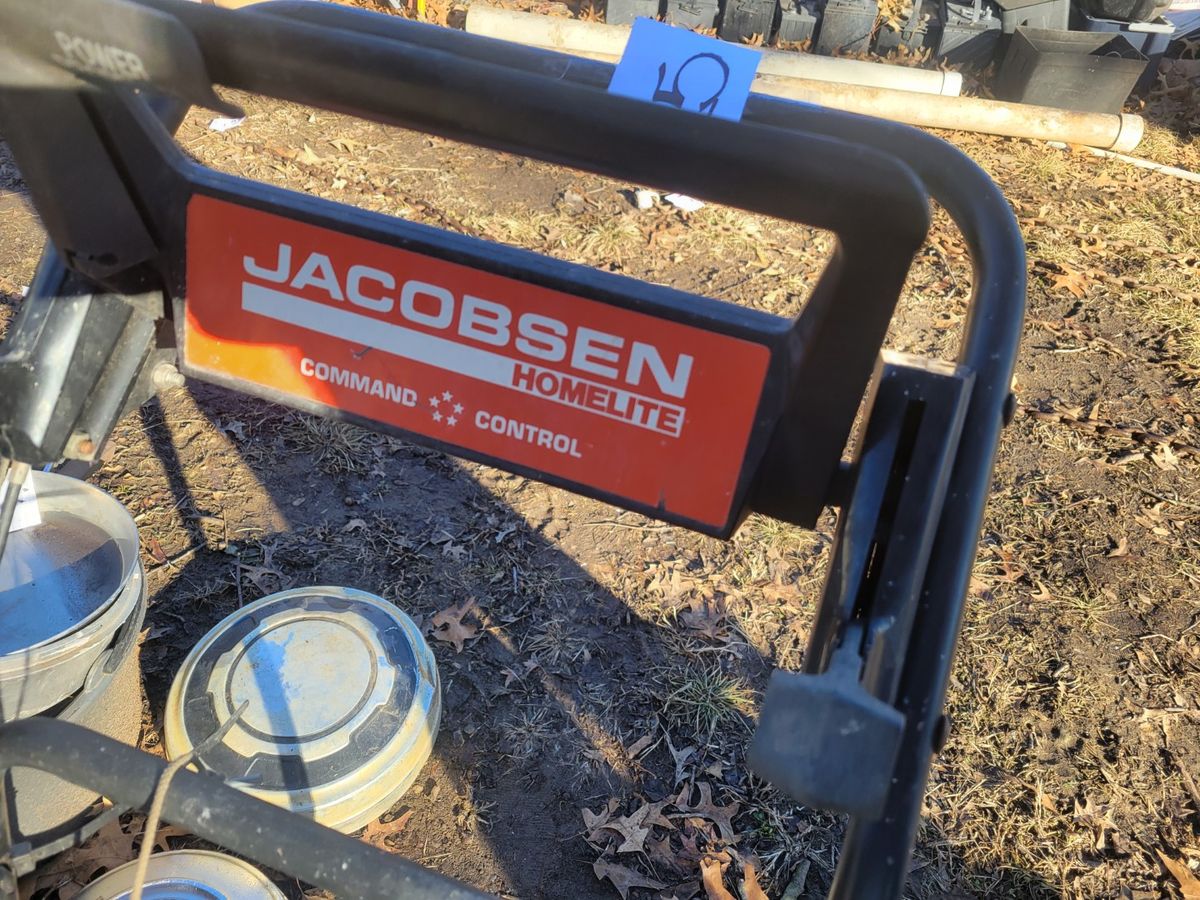 POWER
JACOBSEN
HOMELITE
COMMAND CONTROL